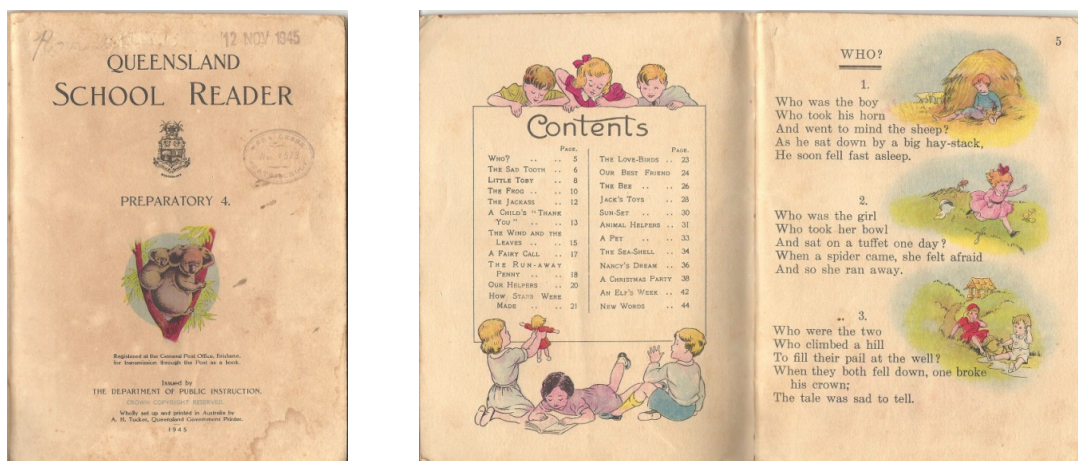 12 NOV 1945
QUEENSLAND
SCHOOL READER
PREPARATORY 4.
Registered at the General Post Office, Brisbane,
for transmission through the Post as a book.
Issued by
THE DEPARTMENT OF PUBLIC INSTRUCTION.
CROWN COPYRIGHT RESERVED.
Wholly set up and printed in Australia by
A. H. Tucker, Queensland Government Printer.
1945
Contents
PAGE.
WHO? .. .. 5
THE SAD TOOTH .. 6
LITTLE TOBY .. 8
THE FROG .. .. 10
THE JACKASS .. 12
A CHILD'S "THANK
YOU" .. .. 13
THE WIND AND THE
LEAVES .. .. 15
A FAIRY CALL .. 17
THE RUN-AWAY
PENNY .. .. 18
OUR HELPERS .. 20
HOW STARS WERE
MADE .. .. 21
PAGE.
THE LOVE-BIRDS .. 23
OUR BEST FRIEND 24
THE BEE .. .. 26
JACK'S TOYS .. 28
SUN-SET .. .. 30
ANIMAL HELPERS .. 31
A PET .. .. 33
THE SEA-SHELL .. 34
NANCY'S DREAM .. 36
A CHRISTMAS PARTY 38
AN ELF'S WEEK .. 42
NEW WORDS .. 44
5
WHO?
1.
Who was the boy
Who took his horn
And went to mind the sheep?
As he sat down by a big hay-stack,
He soon fell fast asleep.
2.
Who was the girl
Who took her bowl
And sat on a tuffet one day?
When a spider came, she felt afraid
And so she ran away.
3.
Who were the two
Who climbed a hill
To fill their pail at the well?
When they both fell down, one broke
his crown;
The tale was sad to tell.